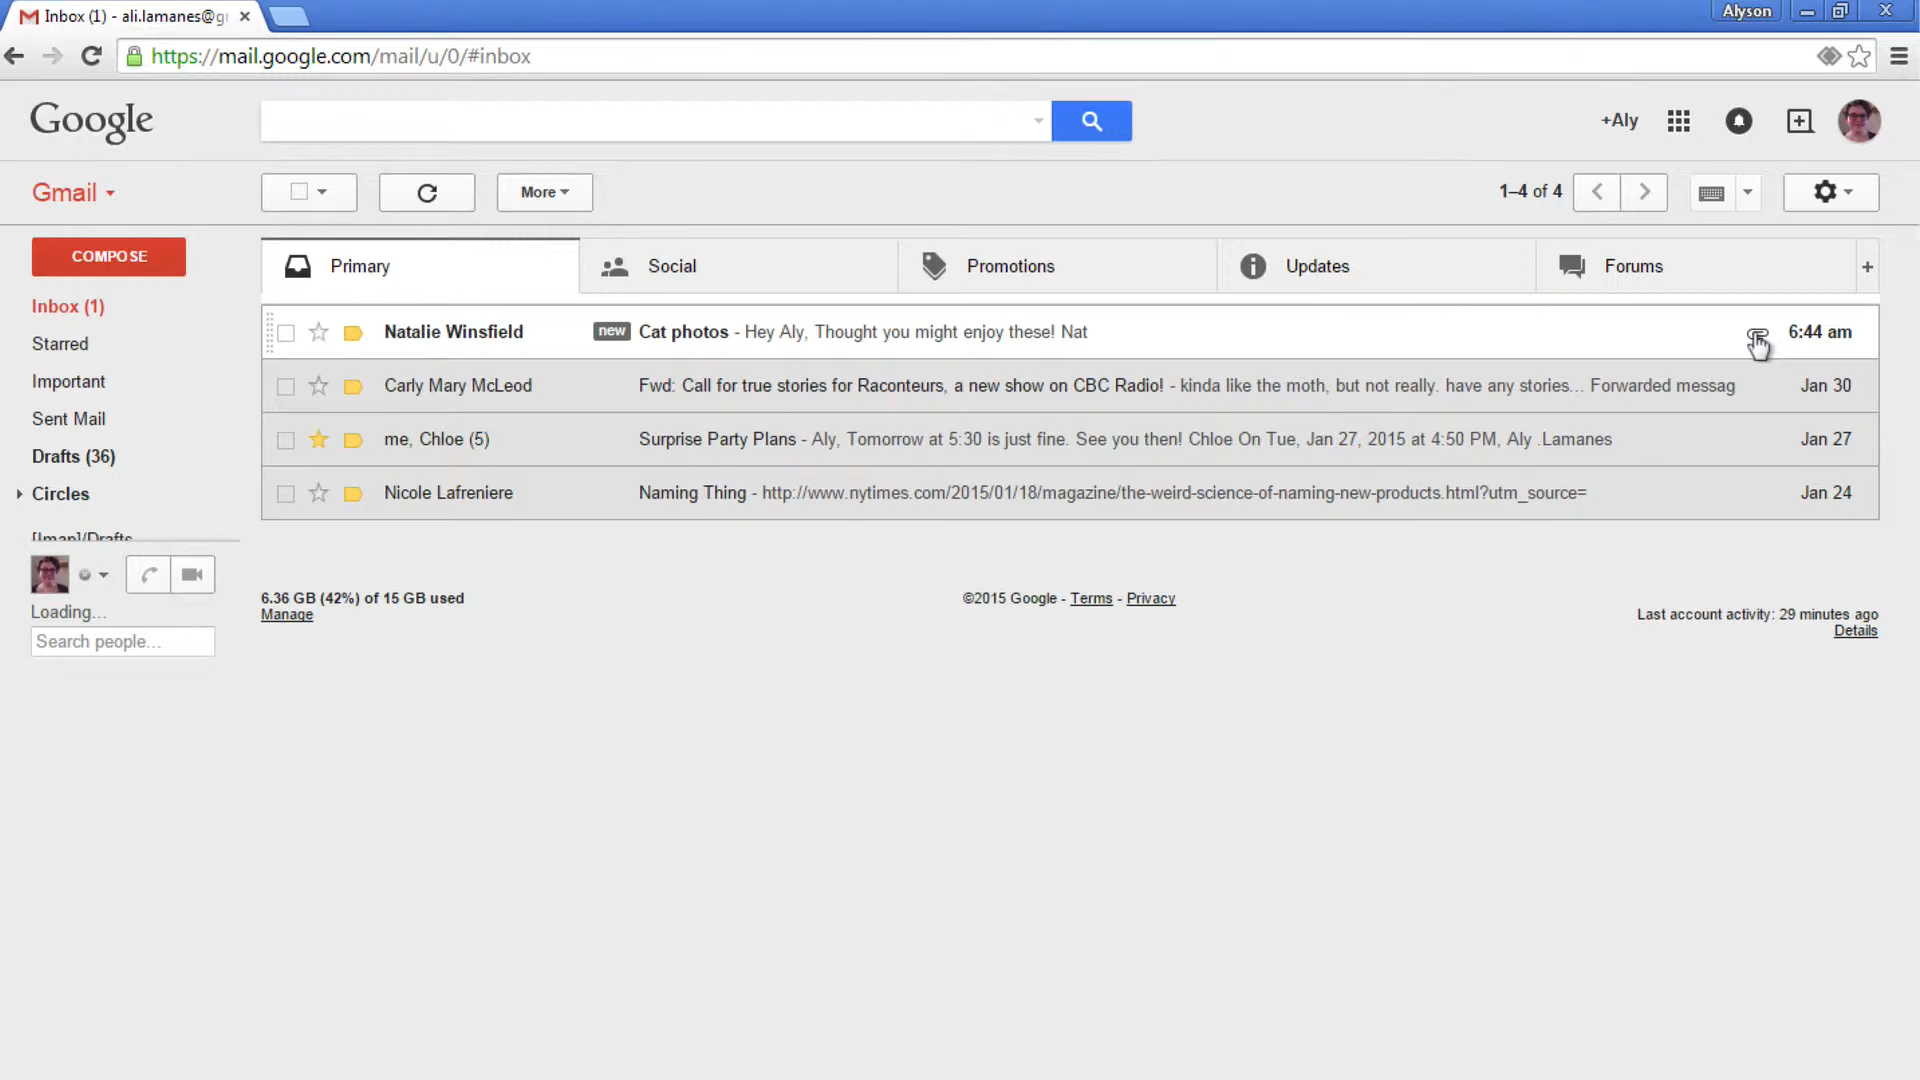 Inbox (1) - ali.lamanes@g
Alyson
https://mail.google.com/mail/u/0/#inbox
Google
+Aly
Gmail
More
1–4 of 4
COMPOSE
Primary
Social
Promotions
Updates
Forums
+
Inbox (1)
Starred
Important
Sent Mail
Drafts (36)
Circles
[Imap]/Drafts
Natalie Winsfield new Cat photos - Hey Aly, Thought you might enjoy these! Nat 6:44 am
Carly Mary McLeod Fwd: Call for true stories for Raconteurs, a new show on CBC Radio! - kinda like the moth, but not really. have any stories... Forwarded messag Jan 30
me, Chloe (5) Surprise Party Plans - Aly, Tomorrow at 5:30 is just fine. See you then! Chloe On Tue, Jan 27, 2015 at 4:50 PM, Aly .Lamanes Jan 27
Nicole Lafreniere Naming Thing - http://www.nytimes.com/2015/01/18/magazine/the-weird-science-of-naming-new-products.html?utm_source= Jan 24
Loading...
Search people...
6.36 GB (42%) of 15 GB used
Manage
©2015 Google - Terms - Privacy
Last account activity: 29 minutes ago
Details